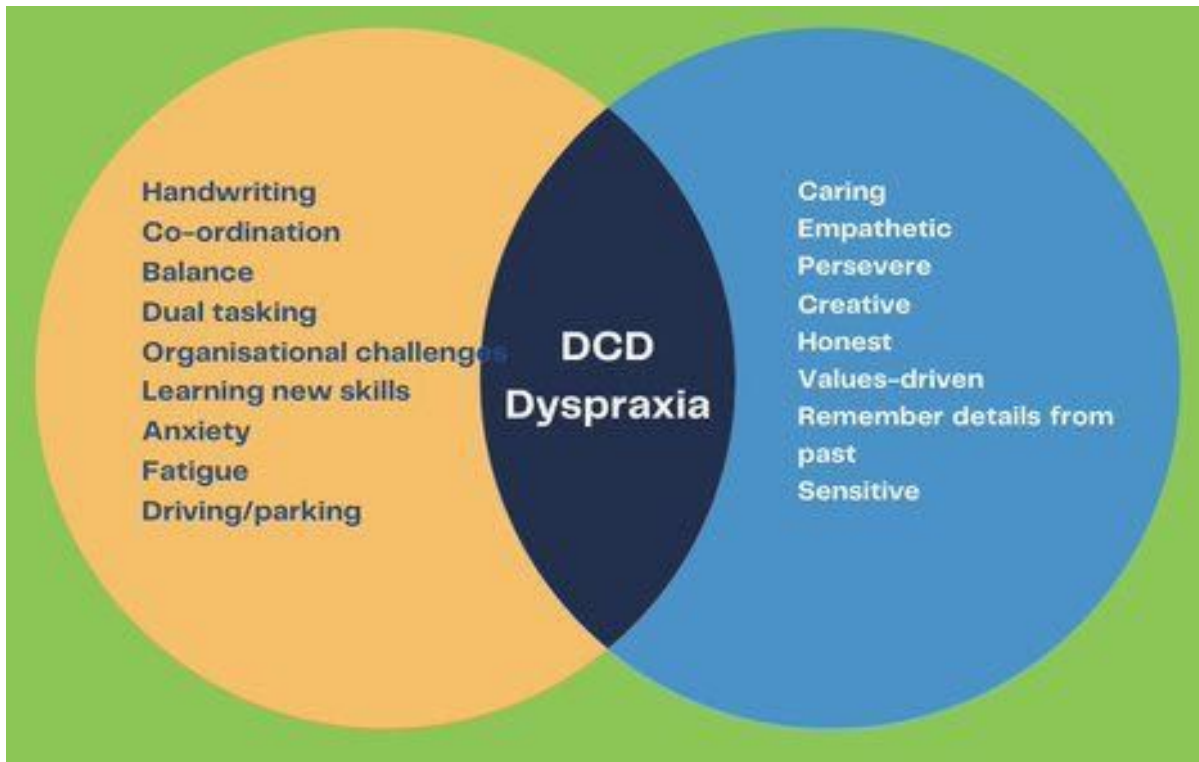 Handwriting
Co-ordination
Balance
Dual tasking
Organisational challenges
Learning new skills
Anxiety
Fatigue
Driving/parking
DCD
Dyspraxia
Caring
Empathetic
Persevere
Creative
Honest
Values-driven
Remember details from
past
Sensitive